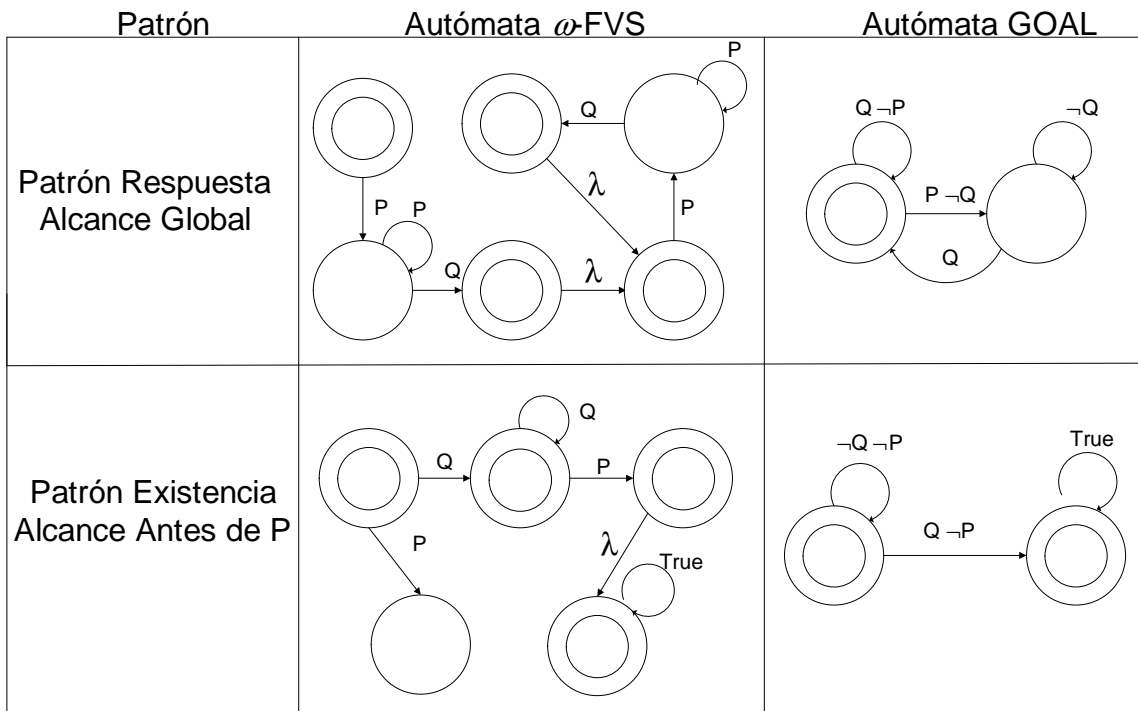 Patrón
Autómata ω-FVS
Autómata GOAL
Patrón Respuesta
Alcance Global
P
Q
P
P
λ
P
Q
λ
Q ¬P
¬Q
P ¬Q
Q
Patrón Existencia
Alcance Antes de P
Q
Q
P
P
λ
True
¬Q ¬P
True
Q ¬P